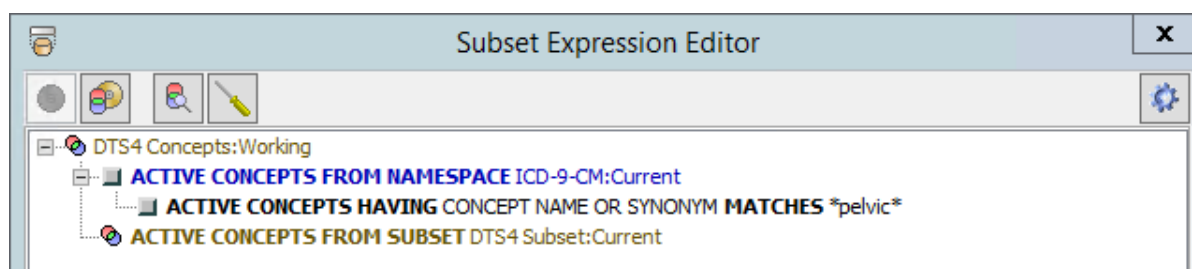 Subset Expression Editor
x
DTS4 Concepts:Working
ACTIVE CONCEPTS FROM NAMESPACE ICD-9-CM:Current
ACTIVE CONCEPTS HAVING CONCEPT NAME OR SYNONYM MATCHES *pelvic*
ACTIVE CONCEPTS FROM SUBSET DTS4 Subset:Current